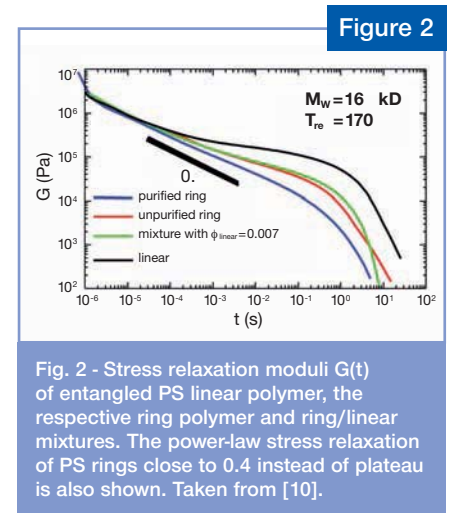 Figure 2
10⁷
10⁶
10⁵
10⁴
10³
10²
G (Pa)
M_w=16 kD
T_re =170
0.
purified ring
unpurified ring
mixture with ϕ_linear=0.007
linear
10⁻⁶ 10⁻⁵ 10⁻⁴ 10⁻³ 10⁻² 10⁻¹ 10⁰ 10¹ 10²
t (s)
Fig. 2 - Stress relaxation moduli G(t)
of entangled PS linear polymer, the
respective ring polymer and ring/linear
mixtures. The power-law stress relaxation
of PS rings close to 0.4 instead of plateau
is also shown. Taken from [10].